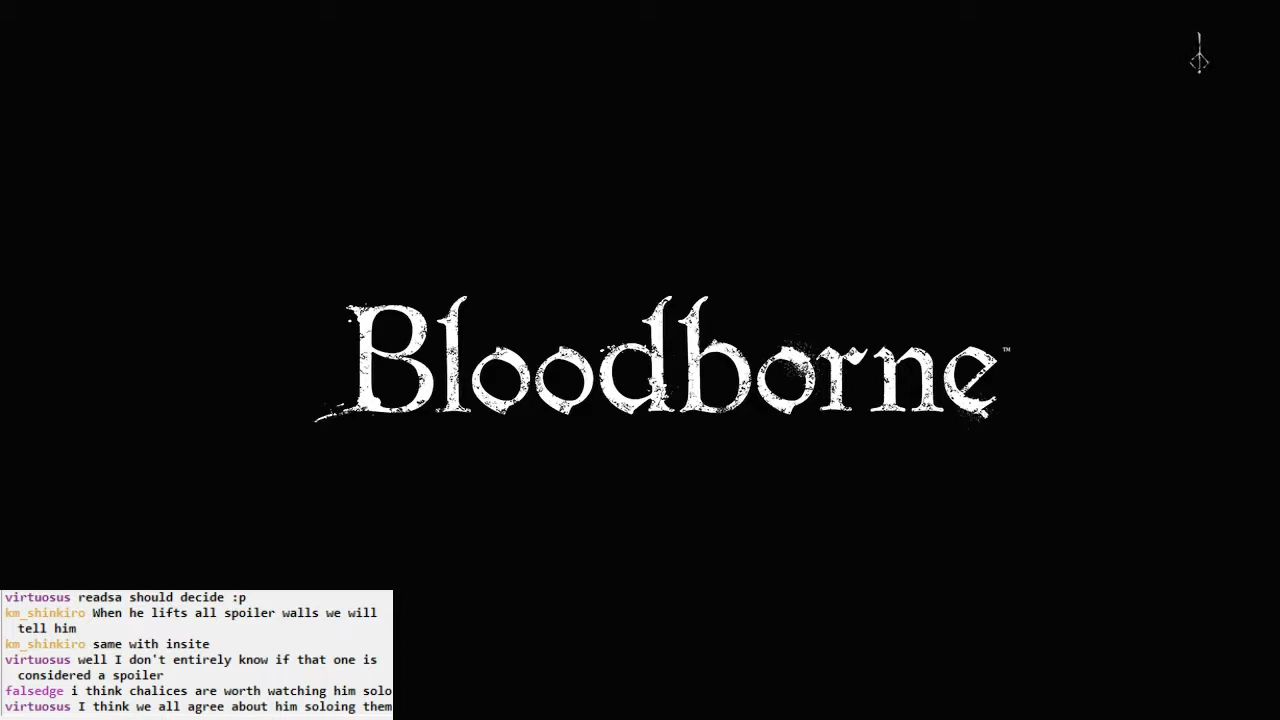 Bloodborne™
virtuosus readsa should decide :p
km_shinkiro When he lifts all spoiler walls we will
tell him
km_shinkiro same with insite
virtuosus well I don't entirely know if that one is
considered a spoiler
falsedge i think chalices are worth watching him solo
virtuosus I think we all agree about him soloing them